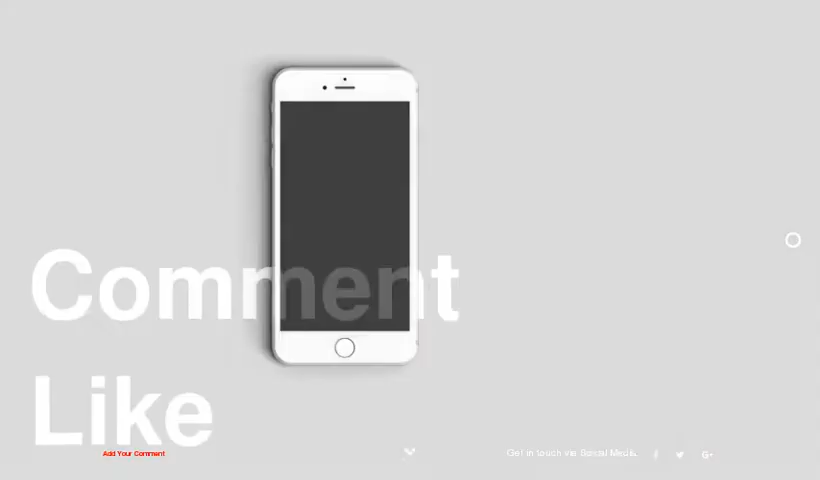 Comment
Like
Add Your Comment
Get in touch via Social Media.
G+